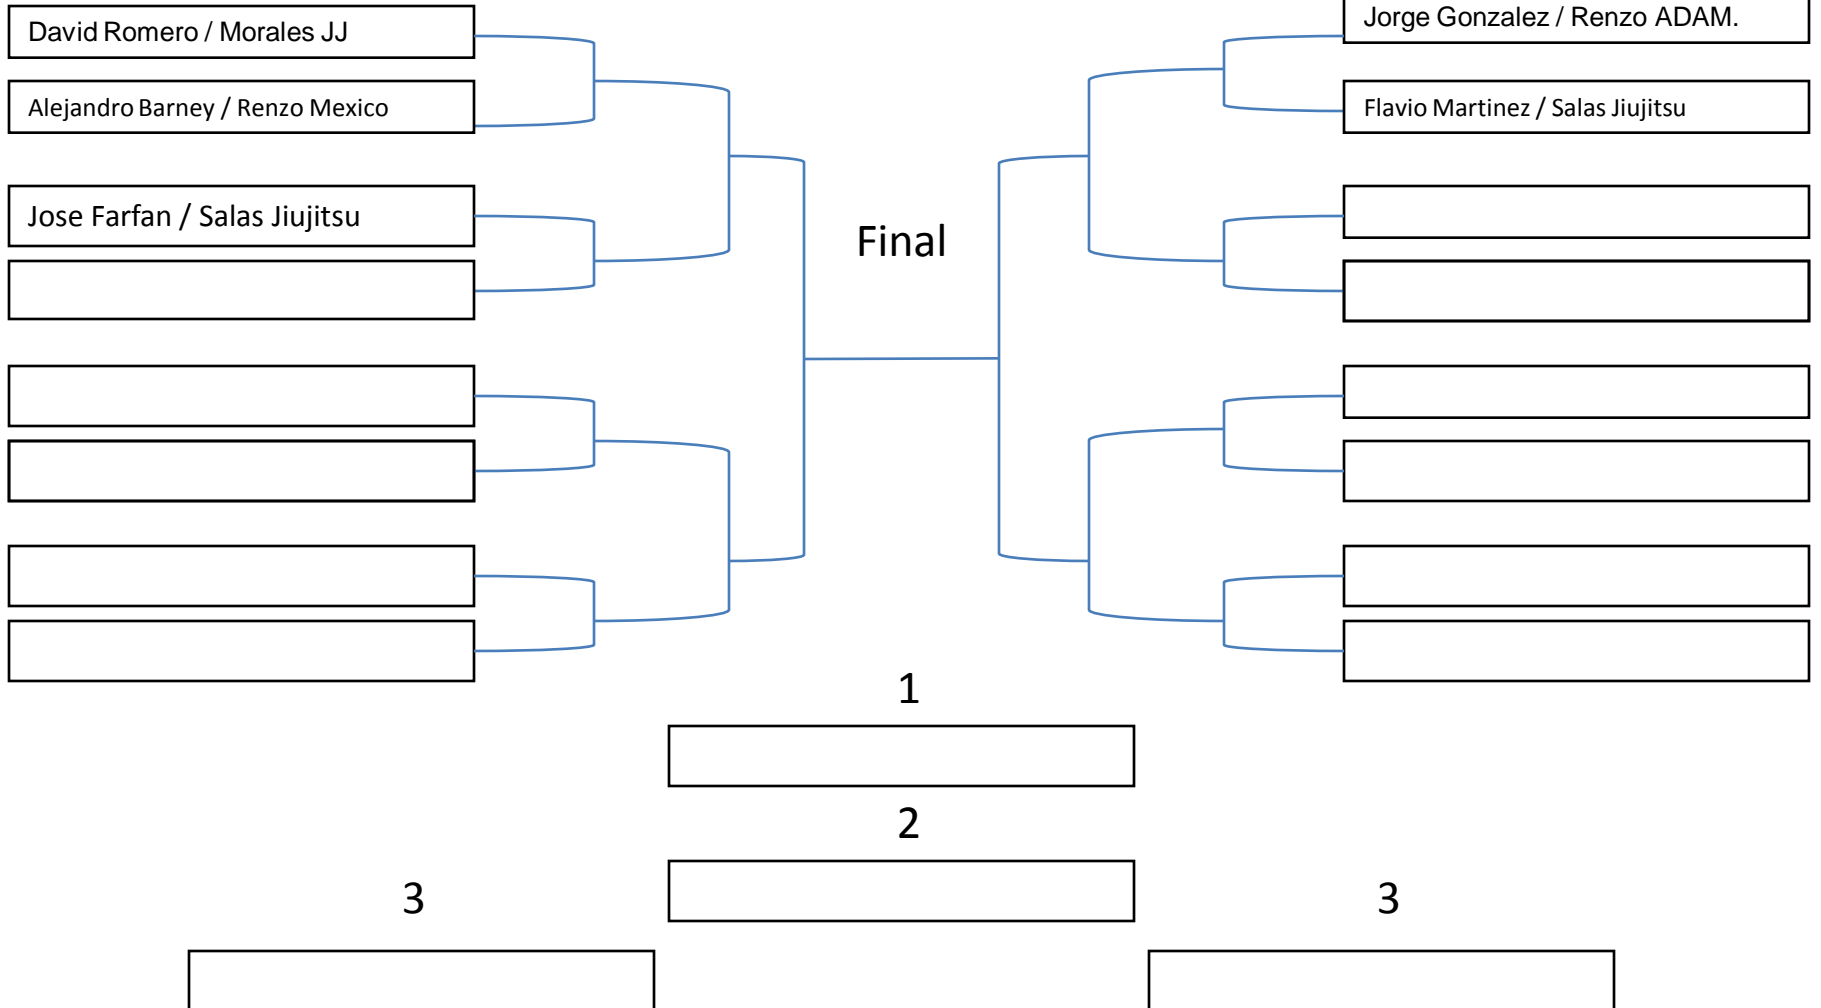 David Romero / Morales JJ
Alejandro Barney / Renzo Mexico
Jose Farfan / Salas Jiujitsu
Jorge Gonzalez / Renzo ADAM.
Flavio Martinez / Salas Jiujitsu
Final
1
2
3
3